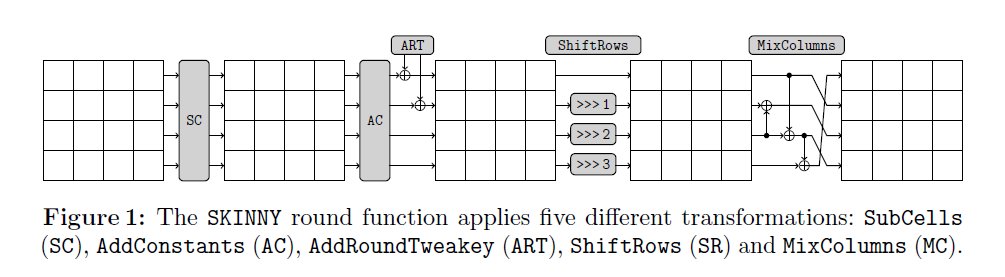 ART
ShiftRows
MixColumns
SC
AC
>>> 1
>>> 2
>>> 3
Figure 1: The SKINNY round function applies five different transformations: SubCells
(SC), AddConstants (AC), AddRoundTweakey (ART), ShiftRows (SR) and MixColumns (MC).